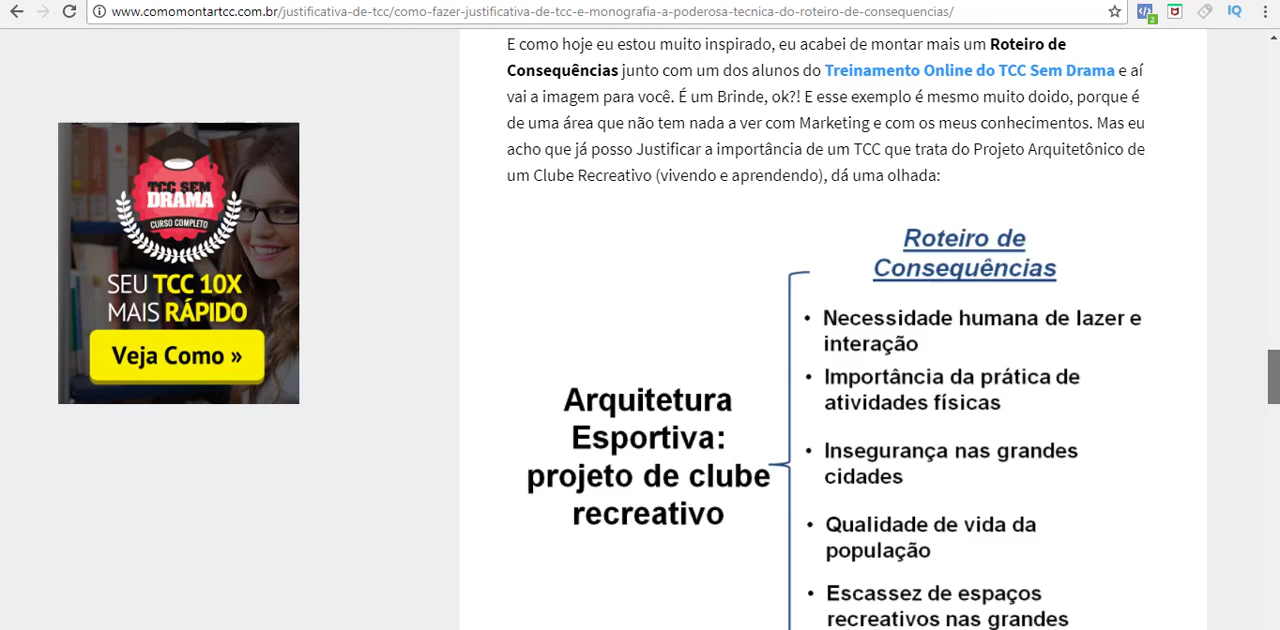 www.comomontartcc.com.br/justificativa-de-tcc/como-fazer-justificativa-de-tcc-e-monografia-a-poderosa-tecnica-do-roteiro-de-consequencias/
2
IQ
E como hoje eu estou muito inspirado, eu acabei de montar mais um Roteiro de
Consequências junto com um dos alunos do Treinamento Online do TCC Sem Drama e aí
vai a imagem para você. É um Brinde, ok?! E esse exemplo é mesmo muito doido, porque é
de uma área que não tem nada a ver com Marketing e com os meus conhecimentos. Mas eu
acho que já posso Justificar a importância de um TCC que trata do Projeto Arquitetônico de
um Clube Recreativo (vivendo e aprendendo), dá uma olhada:
TCC SEM
DRAMA
CURSO COMPLETO
SEU TCC 10X
MAIS RÁPIDO
Veja Como »
Arquitetura
Esportiva:
projeto de clube
recreativo
Roteiro de
Consequências
• Necessidade humana de lazer e
interação
• Importância da prática de
atividades físicas
• Insegurança nas grandes
cidades
• Qualidade de vida da
população
• Escassez de espaços
recreativos nas grandes